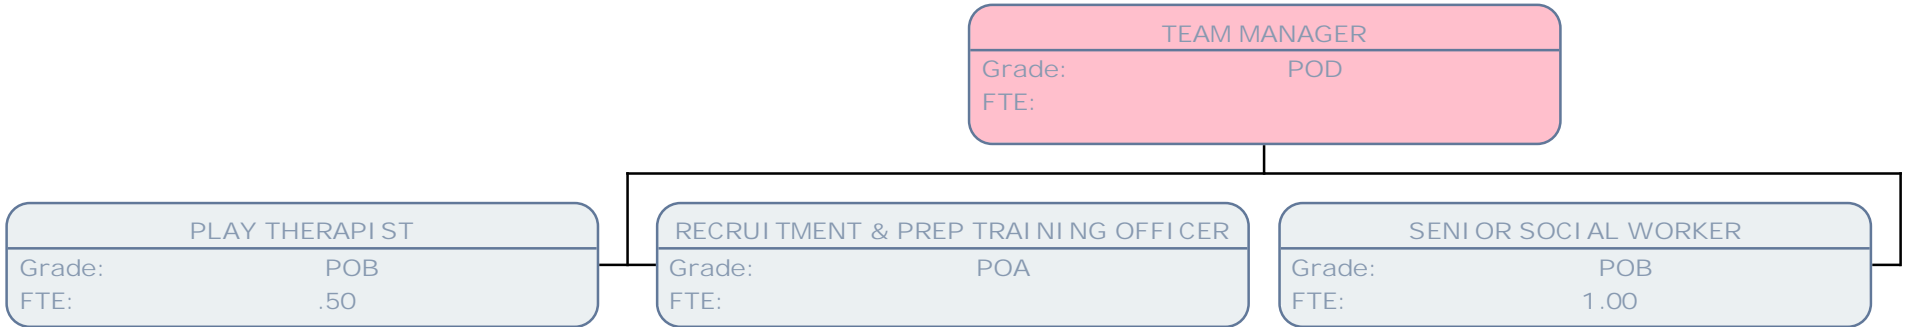 TEAM MANAGER
Grade: POD
FTE:
PLAY THERAPIST
Grade: POB
FTE: .50
RECRUITMENT & PREP TRAINING OFFICER
Grade: POA
FTE:
SENIOR SOCIAL WORKER
Grade: POB
FTE: 1.00